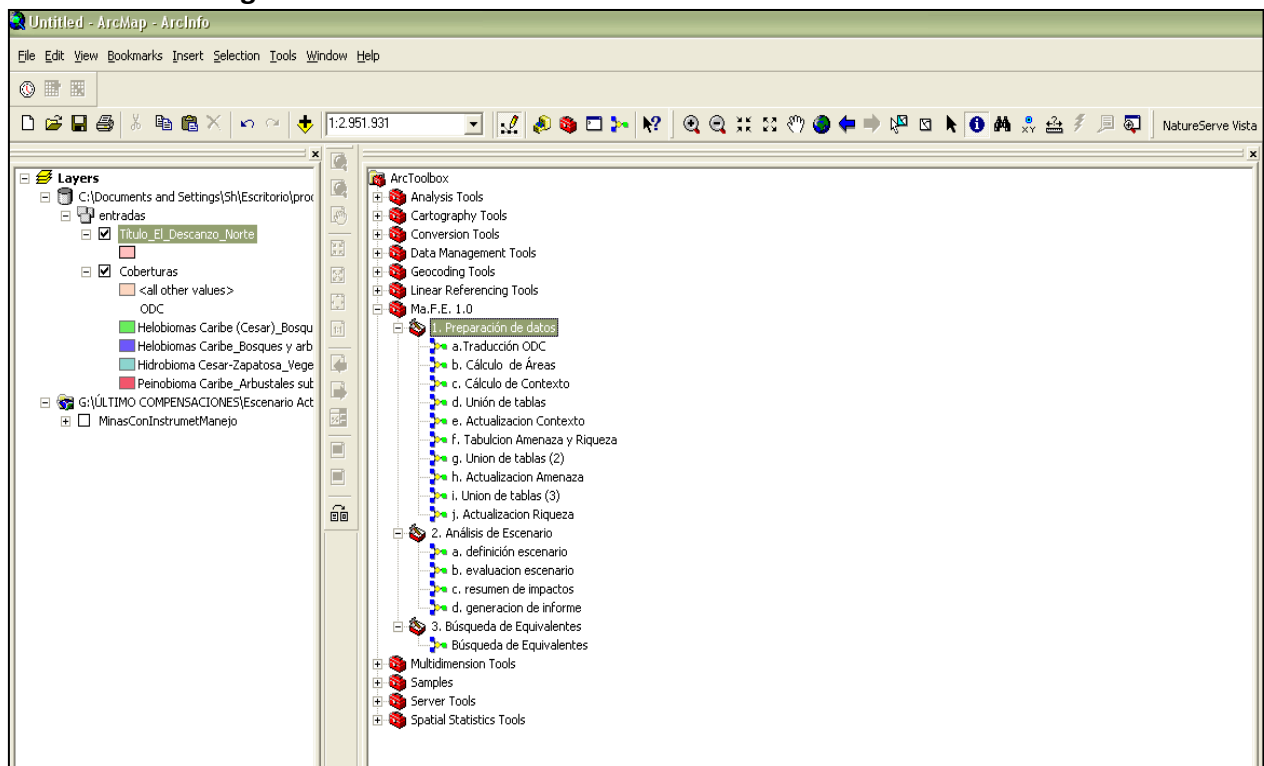 Untitled - ArcMap - ArcInfo
File Edit View Bookmarks Insert Selection Tools Window Help
1:2.951.931
NatureServe Vista
Layers
C:\Documents and Settings\Sh\Escritorio\proc
entradas
Titulo_El_Descanzo_Norte
Coberturas
<all other values>
ODC
Helobiomas Caribe (Cesar)_Bosqu
Helobiomas Caribe_Bosques y arb
Hidrobioma Cesar-Zapatosa_Vege
Peinobioma Caribe_Arbustales sub
G:\ÚLTIMO COMPENSACIONES\Escenario Act
MinasConInstrumetManejo
ArcToolbox
Analysis Tools
Cartography Tools
Conversion Tools
Data Management Tools
Geocoding Tools
Linear Referencing Tools
Ma.F.E. 1.0
1. Preparación de datos
a.Traducción ODC
b. Cálculo de Áreas
c. Cálculo de Contexto
d. Unión de tablas
e. Actualizacion Contexto
f. Tabulcion Amenaza y Riqueza
g. Union de tablas (2)
h. Actualizacion Amenaza
i. Union de tablas (3)
j. Actualizacion Riqueza
2. Análisis de Escenario
a. definición escenario
b. evaluacion escenario
c. resumen de impactos
d. generacion de informe
3. Búsqueda de Equivalentes
Búsqueda de Equivalentes
Multidimension Tools
Samples
Server Tools
Spatial Statistics Tools